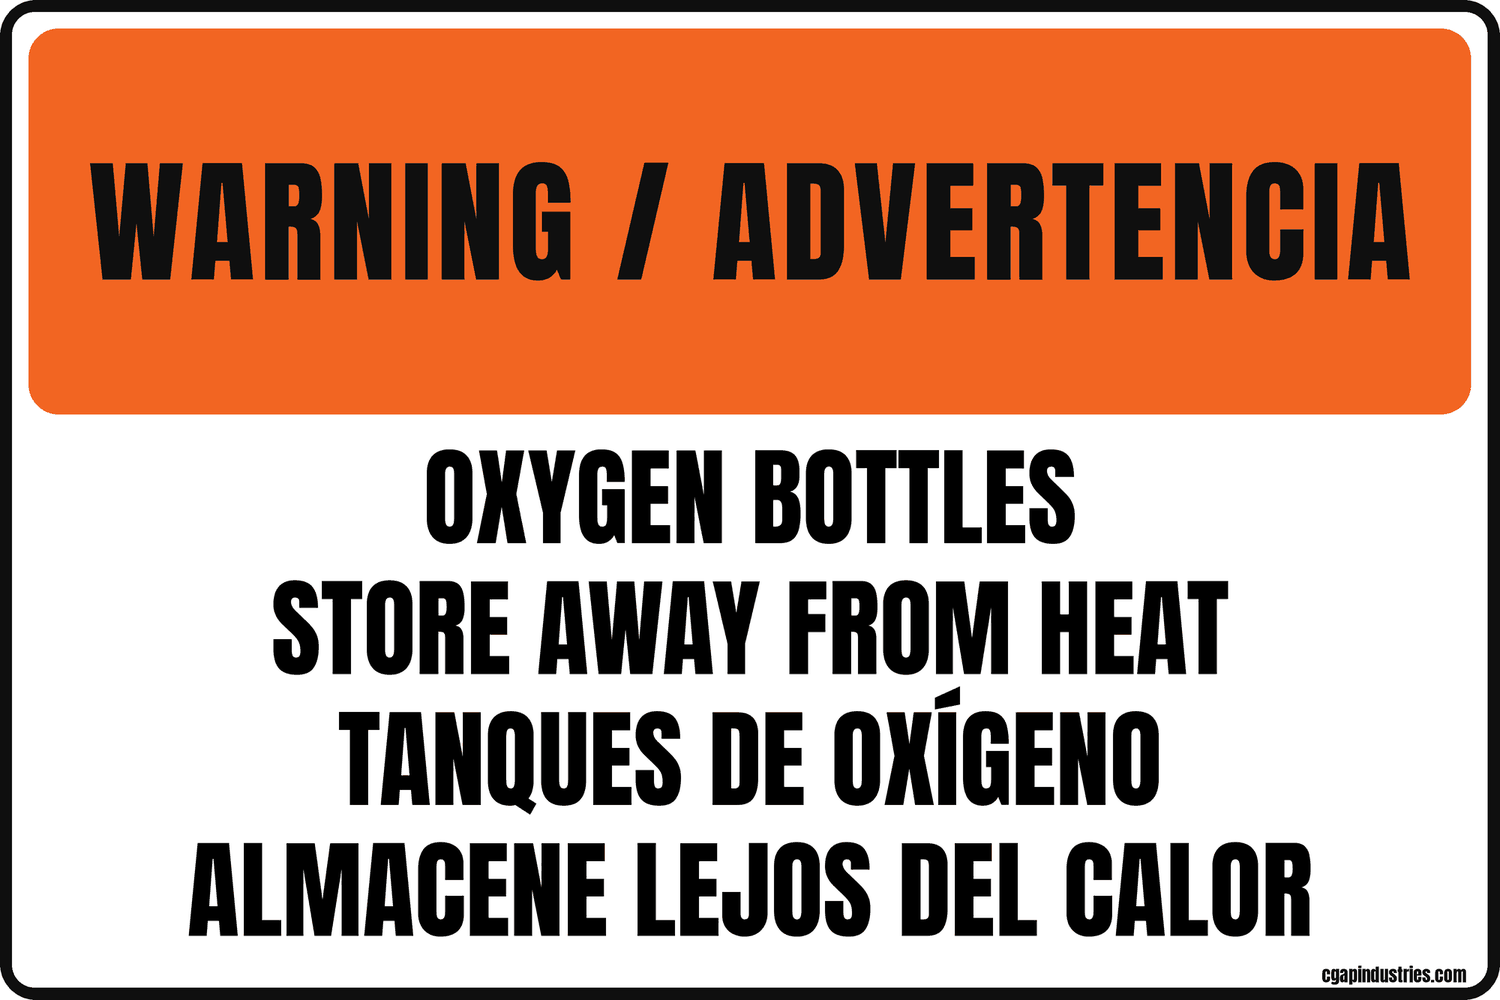 WARNING / ADVERTENCIA
OXYGEN BOTTLES
STORE AWAY FROM HEAT
TANQUES DE OXÍGENO
ALMACENE LEJOS DEL CALOR
cgapindustries.com